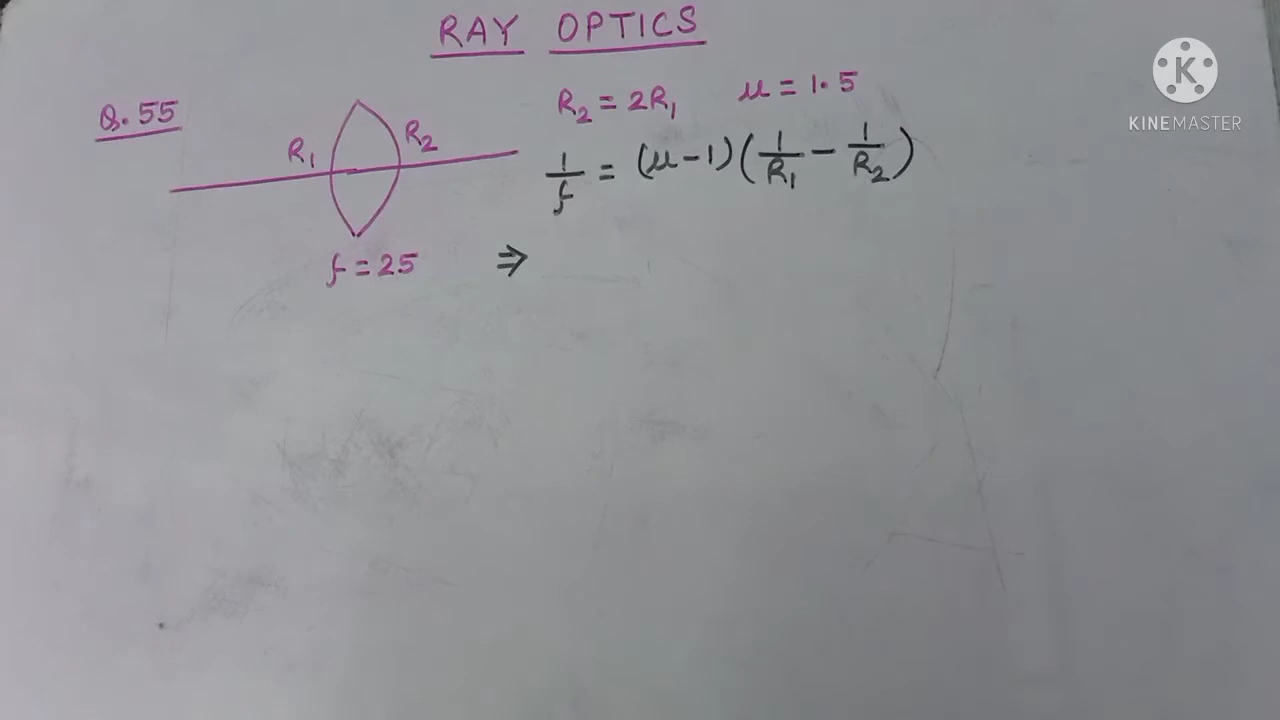 RAY OPTICS
Q.55
R₂ = 2R₁ μ = 1.5
R₁ R₂
1/f = (μ-1)(1/R₁ - 1/R₂)
f = 25
⇒
K
KINEMASTER